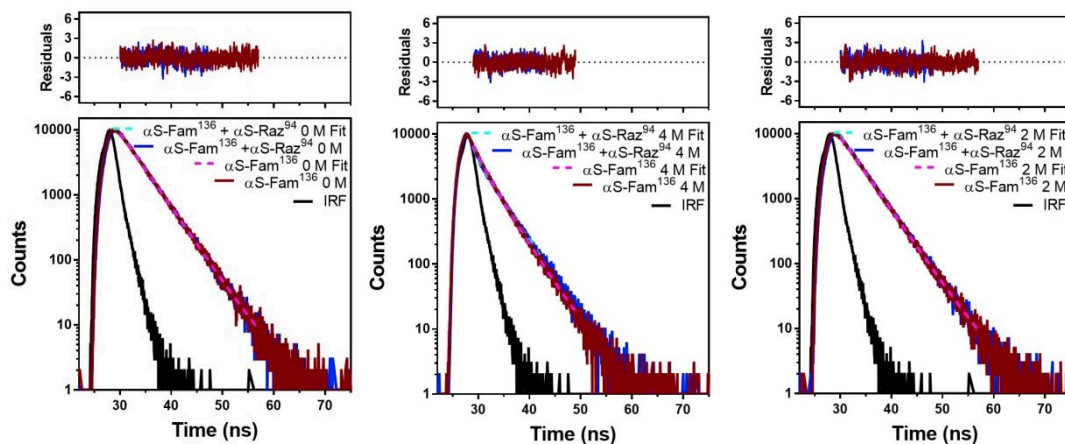 6
3
0
-3
-6
Residuals
αS-Fam¹³⁶ + αS-Raz⁹⁴ 0 M Fit
αS-Fam¹³⁶ +αS-Raz⁹⁴ 0 M
αS-Fam¹³⁶ 0 M Fit
αS-Fam¹³⁶ 0 M
IRF
10000
1000
100
10
1
Counts
30 40 50 60 70
Time (ns)
6
3
0
-3
-6
Residuals
αS-Fam¹³⁶ + αS-Raz⁹⁴ 4 M Fit
αS-Fam¹³⁶ +αS-Raz⁹⁴ 4 M
αS-Fam¹³⁶ 4 M Fit
αS-Fam¹³⁶ 4 M
IRF
10000
1000
100
10
1
Counts
30 40 50 60 70
Time (ns)
6
3
0
-3
-6
Residuals
αS-Fam¹³⁶ + αS-Raz⁹⁴ 2 M Fit
αS-Fam¹³⁶ +αS-Raz⁹⁴ 2 M
αS-Fam¹³⁶ 2 M Fit
αS-Fam¹³⁶ 2 M
IRF
10000
1000
100
10
1
Counts
30 40 50 60 70
Time (ns)